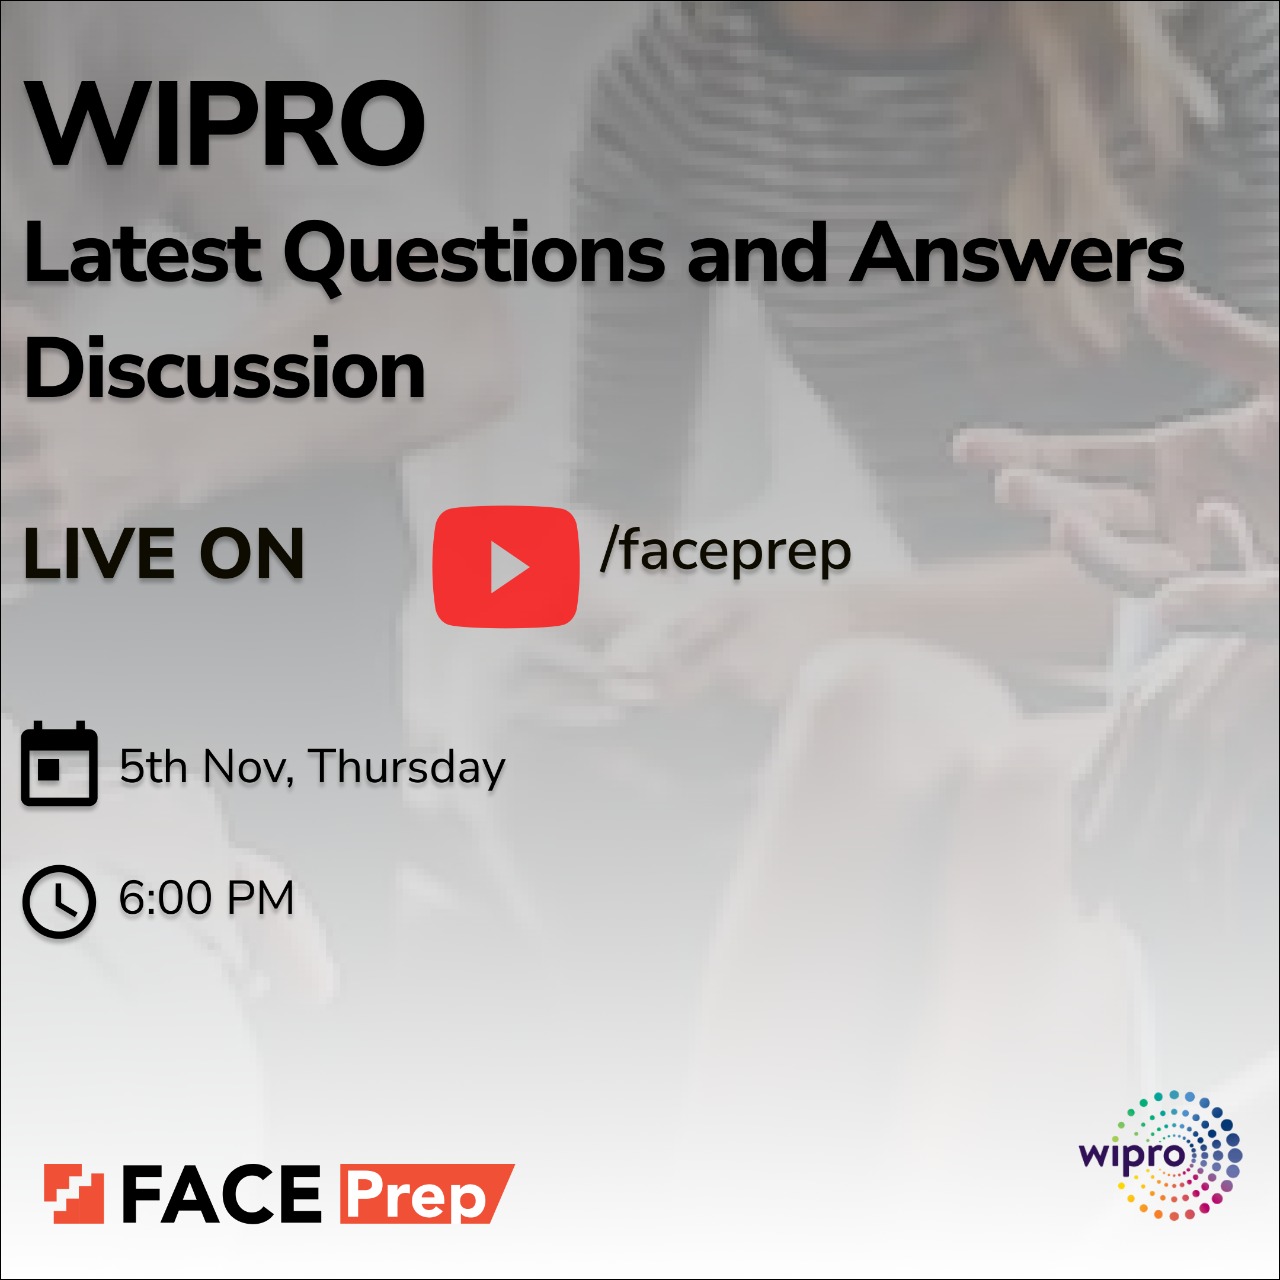 WIPRO
Latest Questions and Answers
Discussion
LIVE ON /faceprep
5th Nov, Thursday
6:00 PM
wipro
FACE Prep